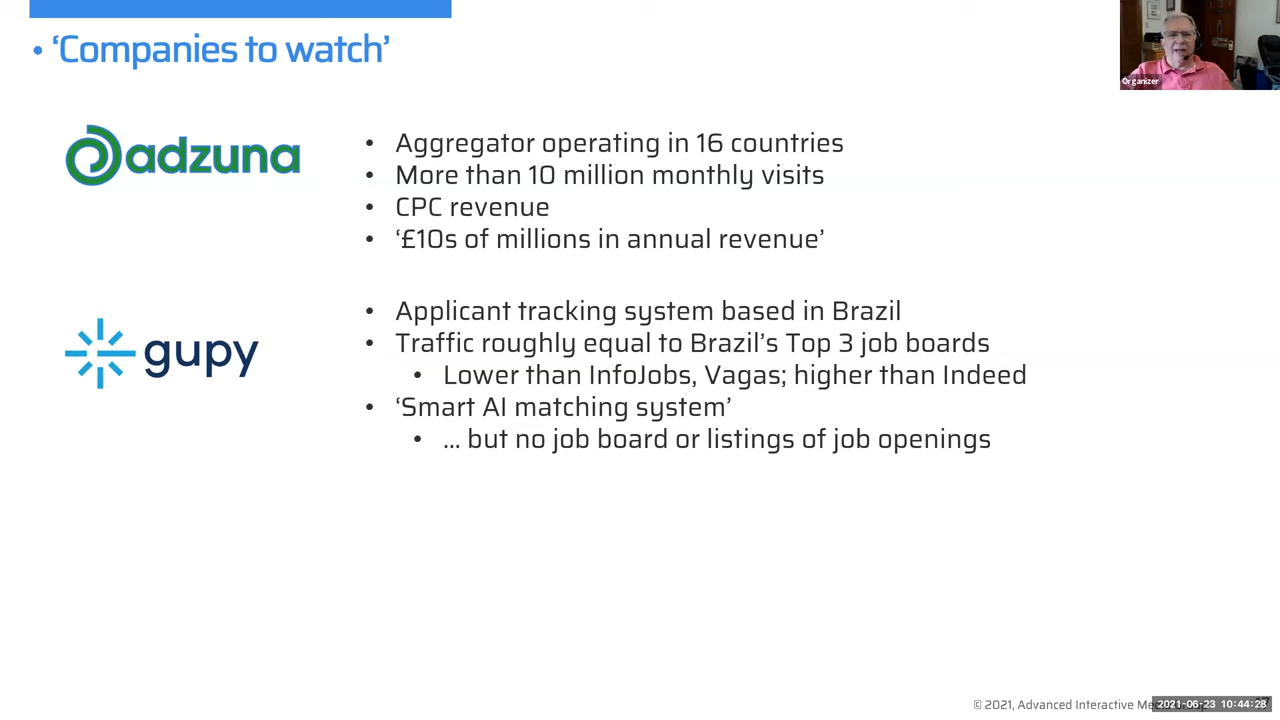 • ‘Companies to watch’
Organizer
adzuna
• Aggregator operating in 16 countries
• More than 10 million monthly visits
• CPC revenue
• ‘£10s of millions in annual revenue’
gupy
• Applicant tracking system based in Brazil
• Traffic roughly equal to Brazil’s Top 3 job boards
• Lower than InfoJobs, Vagas; higher than Indeed
• ‘Smart AI matching system’
• ... but no job board or listings of job openings
© 2021, Advanced Interactive
2021-06-23 10:44:28